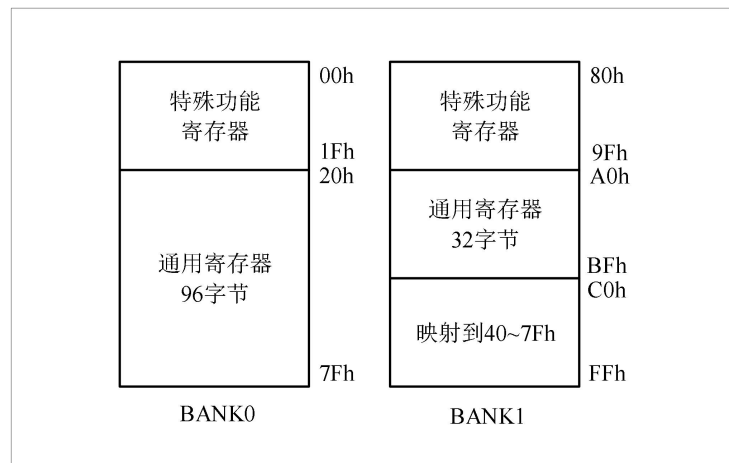 00h
特殊功能
寄存器
1Fh
20h
通用寄存器
96字节
7Fh
BANK0
80h
特殊功能
寄存器
9Fh
A0h
通用寄存器
32字节
BFh
C0h
映射到40~7Fh
FFh
BANK1